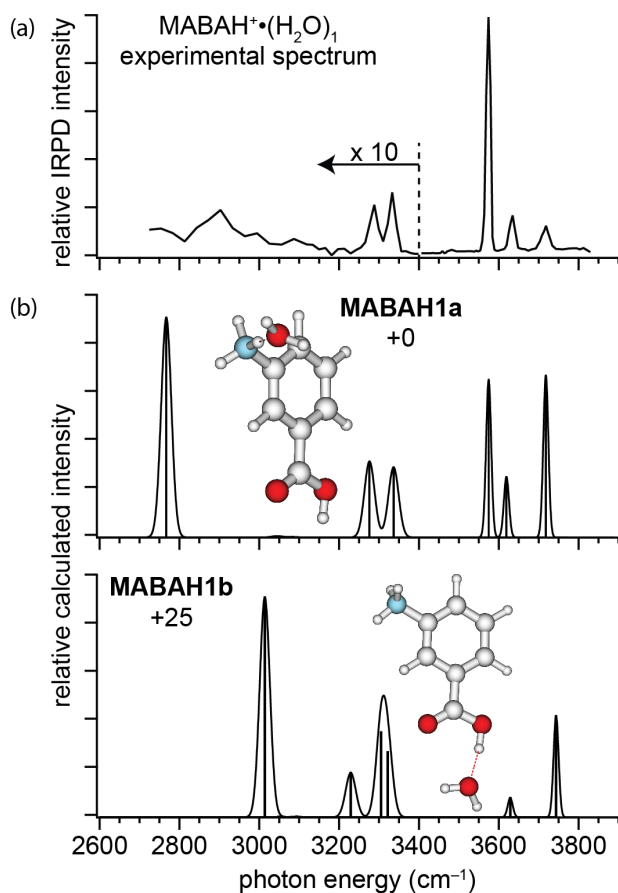 (a)
MABAH⁺•(H₂O)₁
experimental spectrum
x 10
relative IRPD intensity
(b)
MABAH1a
+0
MABAH1b
+25
relative calculated intensity
2600 2800 3000 3200 3400 3600 3800
photon energy (cm⁻¹)